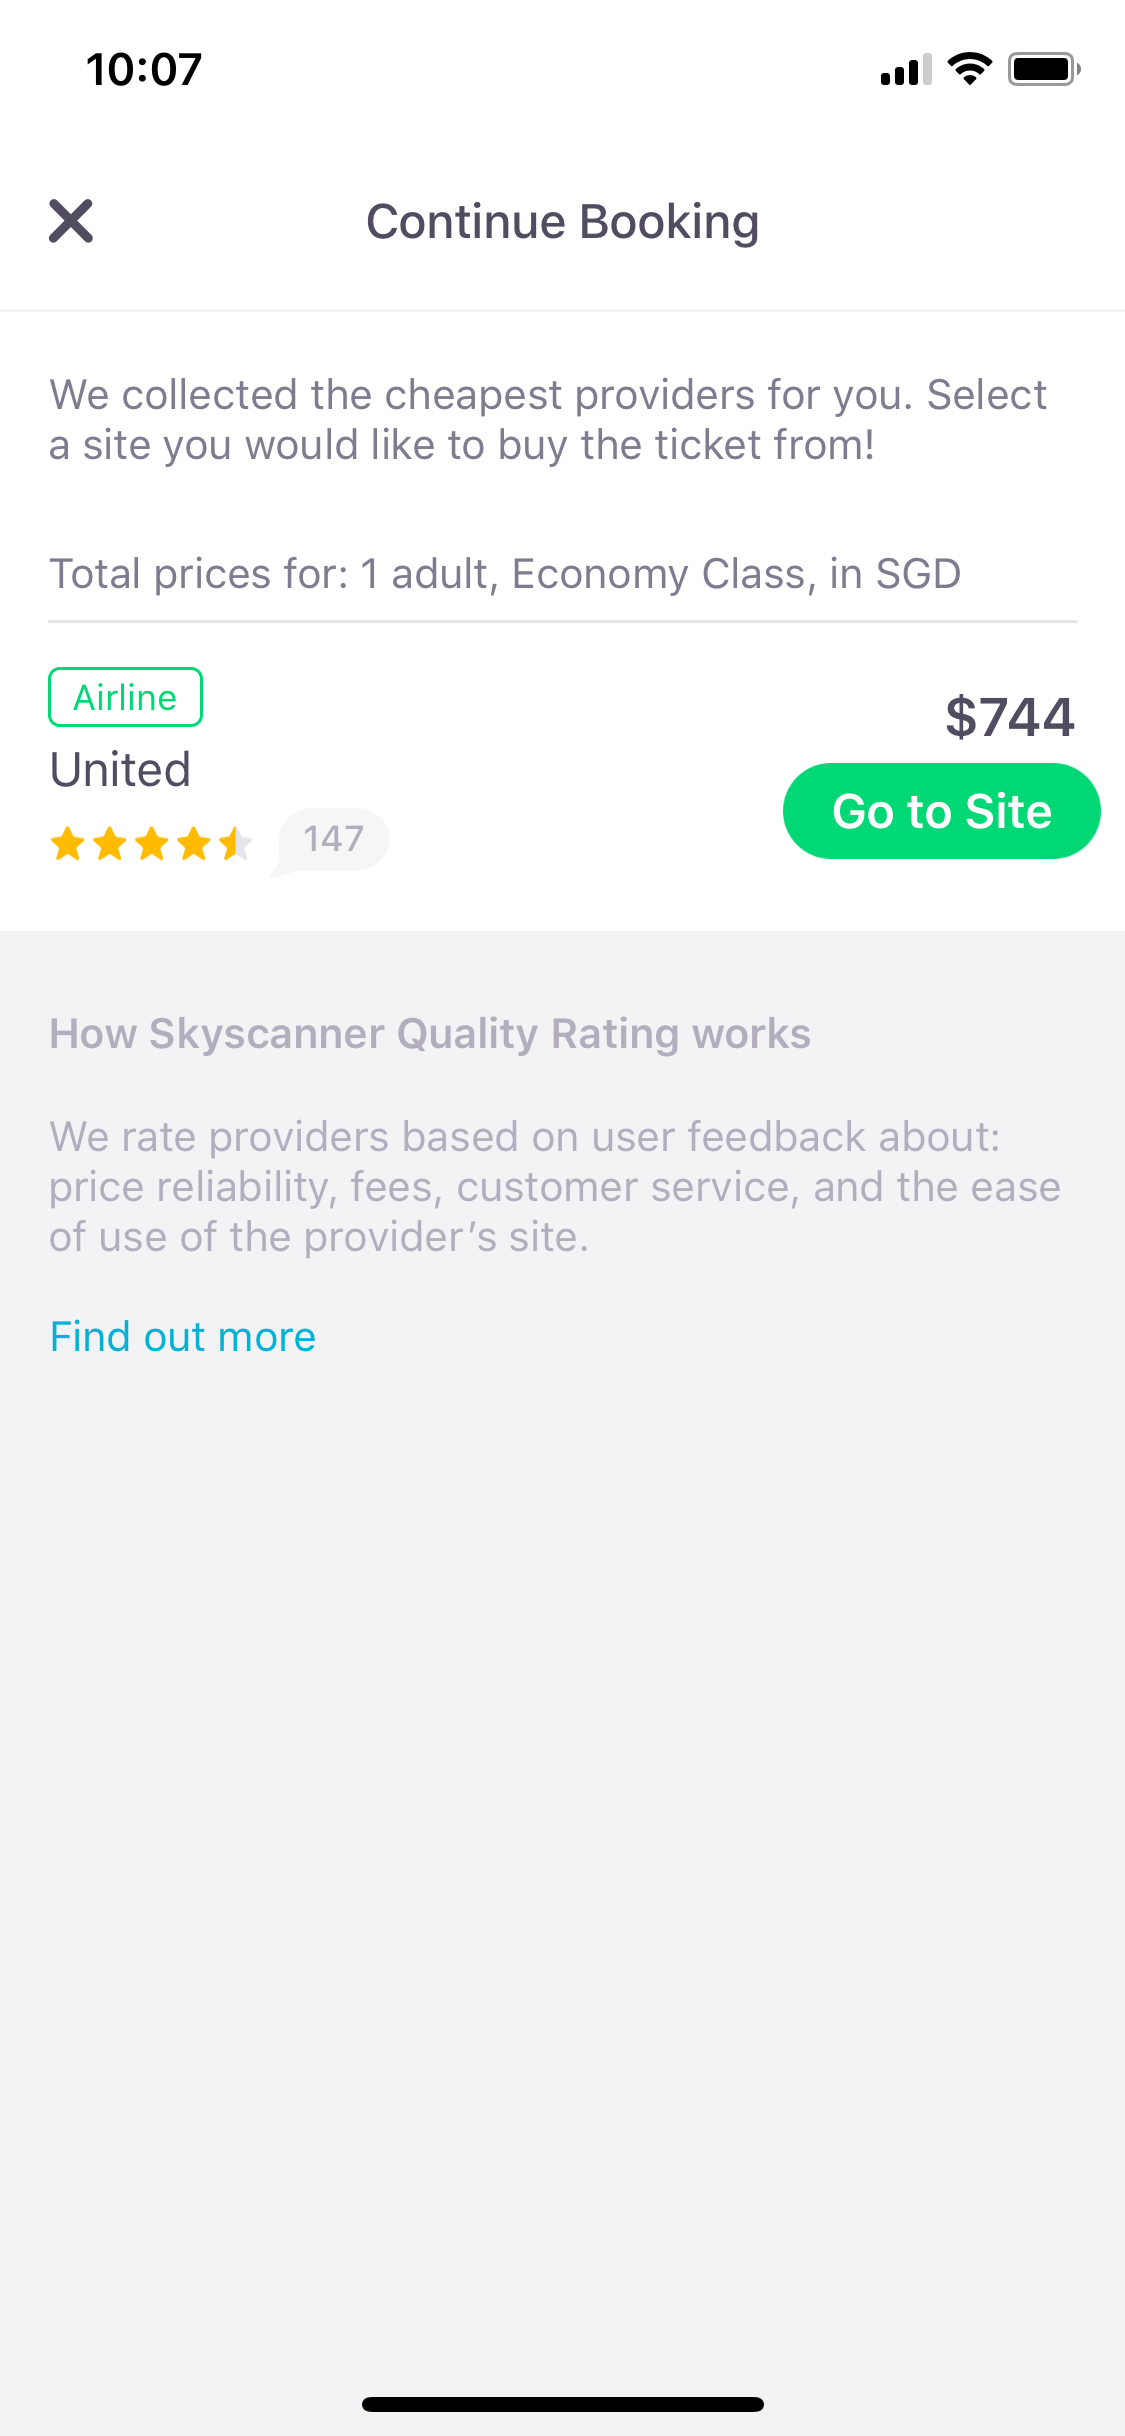 10:07
Continue Booking
We collected the cheapest providers for you. Select
a site you would like to buy the ticket from!
Total prices for: 1 adult, Economy Class, in SGD
Airline
$744
United
Go to Site
147
How Skyscanner Quality Rating works
We rate providers based on user feedback about:
price reliability, fees, customer service, and the ease
of use of the provider’s site.
Find out more